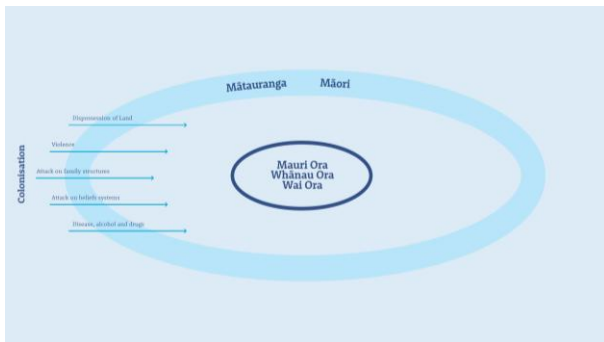 Mātauranga Māori
Colonisation
Dispossession of Land
Violence
Attack on family structures
Attack on beliefs systems
Disease, alcohol and drugs
Mauri Ora
Whānau Ora
Wai Ora